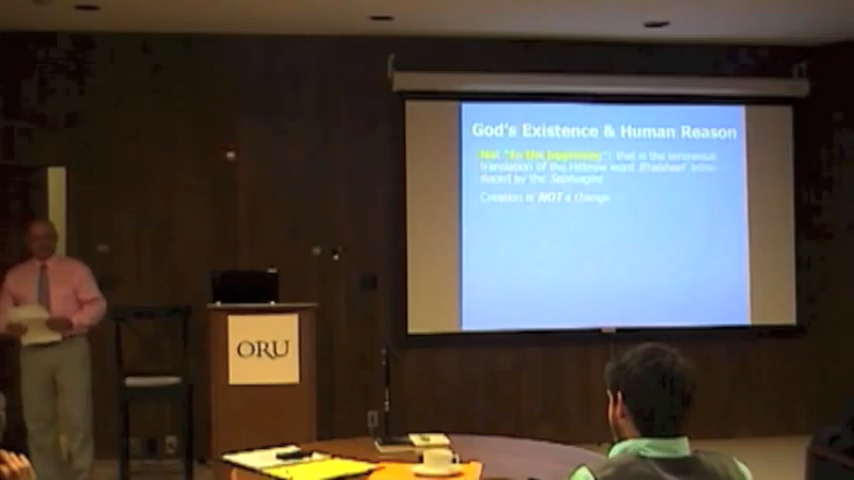 God's Existence & Human Reason
Not "In the beginning": that is the erroneous
translation of the Hebrew word intro-
duced by the Septuagint
Creation is NOT a change
ORU